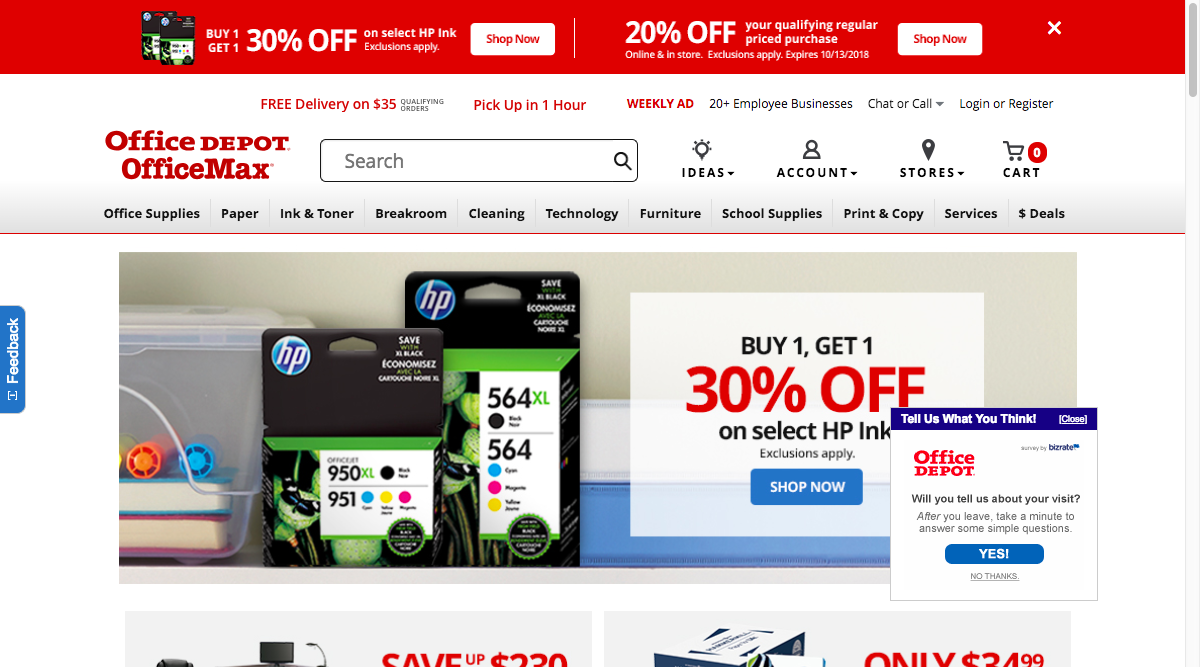 BUY 1
GET 1
30% OFF
on select HP Ink
Exclusions apply.
Shop Now
20% OFF
your qualifying regular
priced purchase
Online & in store. Exclusions apply. Expires 10/13/2018
Shop Now
FREE Delivery on $35 QUALIFYING ORDERS
Pick Up in 1 Hour
WEEKLY AD
20+ Employee Businesses
Chat or Call
Login or Register
Office DEPOT
OfficeMax
Search
IDEAS
ACCOUNT
STORES
0
CART
Office Supplies
Paper
Ink & Toner
Breakroom
Cleaning
Technology
Furniture
School Supplies
Print & Copy
Services
$ Deals
Feedback
hp
SAVE
WITH
XL BLACK
ÉCONOMISEZ
AVEC LA
CARTOUCHE NOIRE XL
564XL
Black
564
Cyan
Magenta
Yellow
hp
SAVE
WITH
XL BLACK
ÉCONOMISEZ
AVEC LA
CARTOUCHE NOIRE XL
OFFICEJET
950XL
Black
951
Cyan
Yellow
Magenta
BUY 1, GET 1
30% OFF
on select HP Ink
Exclusions apply.
SHOP NOW
Tell Us What You Think!
[Close]
survey by bizrate
Office
DEPOT
Will you tell us about your visit?
After you leave, take a minute to
answer some simple questions.
YES!
NO THANKS.
SAVE UP $230
ONLY $34.99